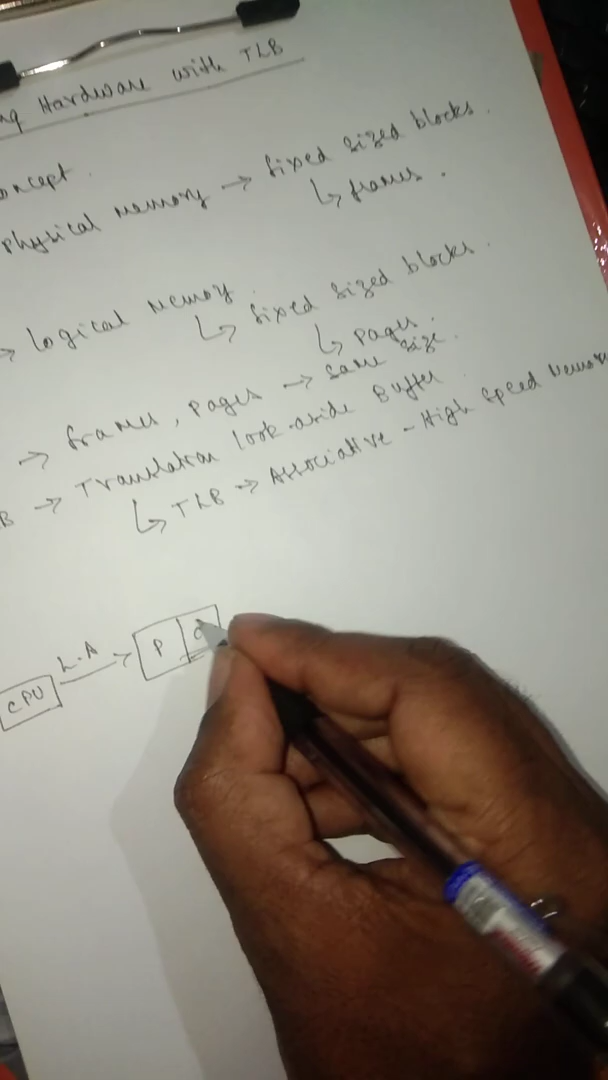 Hardware with TLB
oncept.
Physical Memory → fixed sized blocks.
↳ frames.
→ Logical Memory.
↳ fixed sized blocks.
↳ Pages.
→ frames, Pages → same size.
B → Translation look-aside Buffer.
↳ TLB → Associative - High Speed Memory
CPU L.A → P